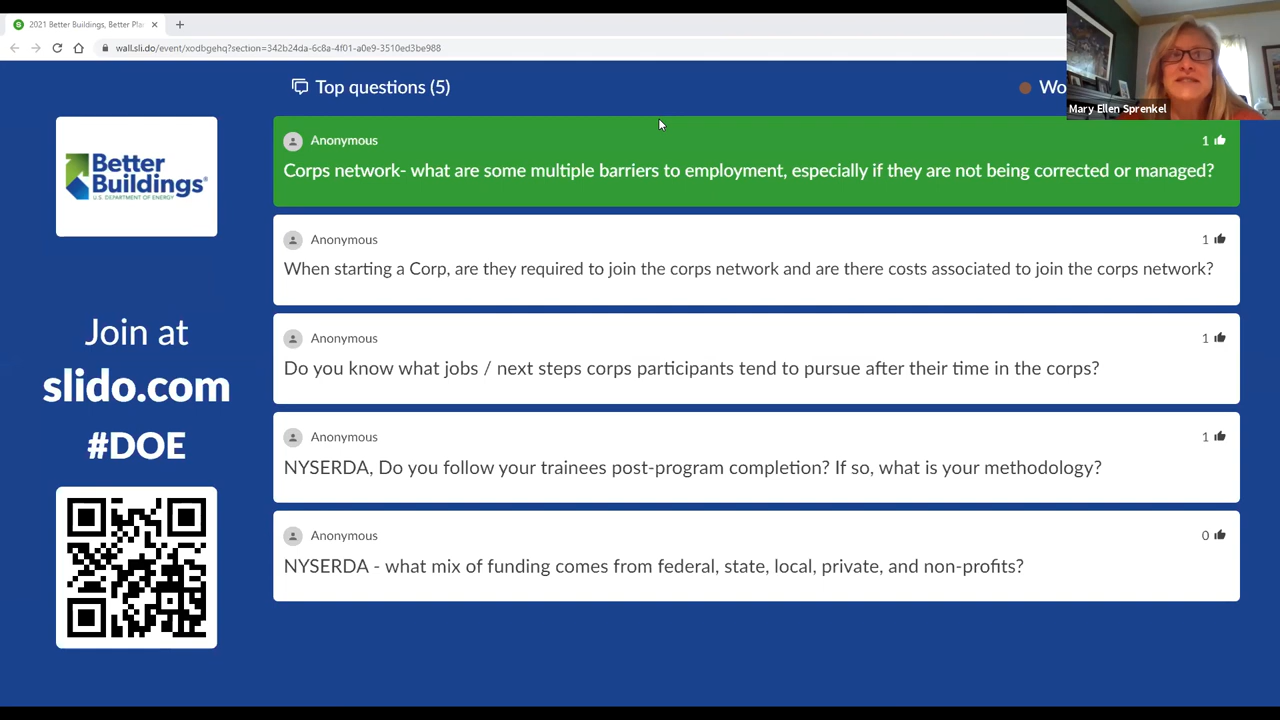 2021 Better Buildings, Better Pla
wall.sli.do/event/xodbgehq?section=342b24da-6c8a-4f01-a0e9-3510ed3be988
Top questions (5)
Wo
Mary Ellen Sprenkel
Better
Buildings®
U.S. DEPARTMENT OF ENERGY
Join at
slido.com
#DOE
Anonymous
1
Corps network- what are some multiple barriers to employment, especially if they are not being corrected or managed?
Anonymous
1
When starting a Corp, are they required to join the corps network and are there costs associated to join the corps network?
Anonymous
1
Do you know what jobs / next steps corps participants tend to pursue after their time in the corps?
Anonymous
1
NYSERDA, Do you follow your trainees post-program completion? If so, what is your methodology?
Anonymous
0
NYSERDA - what mix of funding comes from federal, state, local, private, and non-profits?